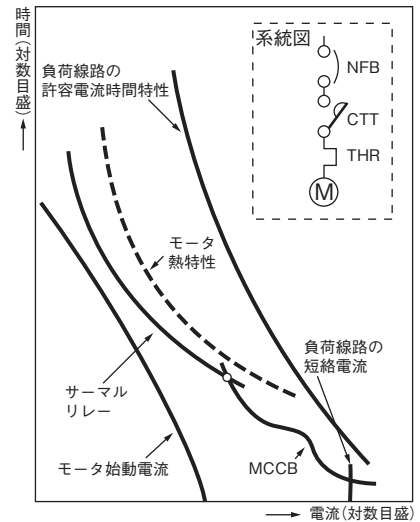 時間(対数目盛)
負荷線路の
許容電流時間特性
系統図
NFB
CTT
THR
M
モータ
熱特性
負荷線路の
短絡電流
サーマル
リレー
モータ始動電流
MCCB
電流(対数目盛)